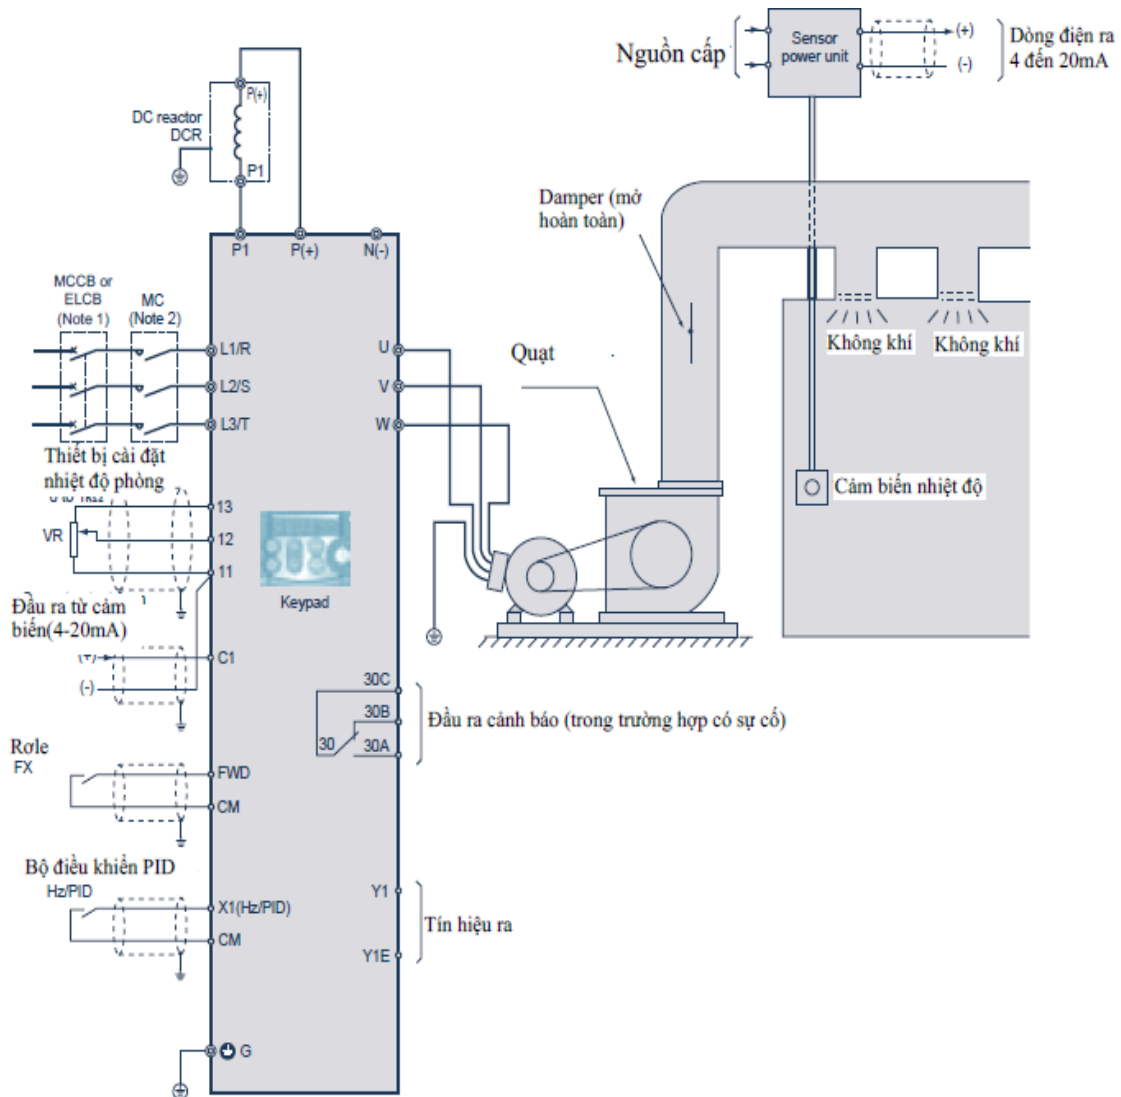 Nguồn cấp
Sensor
power unit
(+)
(-)
Dòng điện ra
4 đến 20mA
DC reactor
DCR
P(+)
P1
Damper (mở
hoàn toàn)
P1
P(+)
N(-)
MCCB or
ELCB
(Note 1)
MC
(Note 2)
L1/R
L2/S
L3/T
U
V
W
Quạt
Không khí
Không khí
Cảm biến nhiệt độ
Thiết bị cài đặt
nhiệt độ phòng
13
VR
12
11
Keypad
Đầu ra từ cảm
biến(4-20mA)
(+)
C1
(-)
30C
30B
30
30A
Đầu ra cảnh báo (trong trường hợp có sự cố)
Rơle
FX
FWD
CM
Bộ điều khiển PID
Hz/PID
X1(Hz/PID)
CM
Y1
Y1E
Tín hiệu ra
G